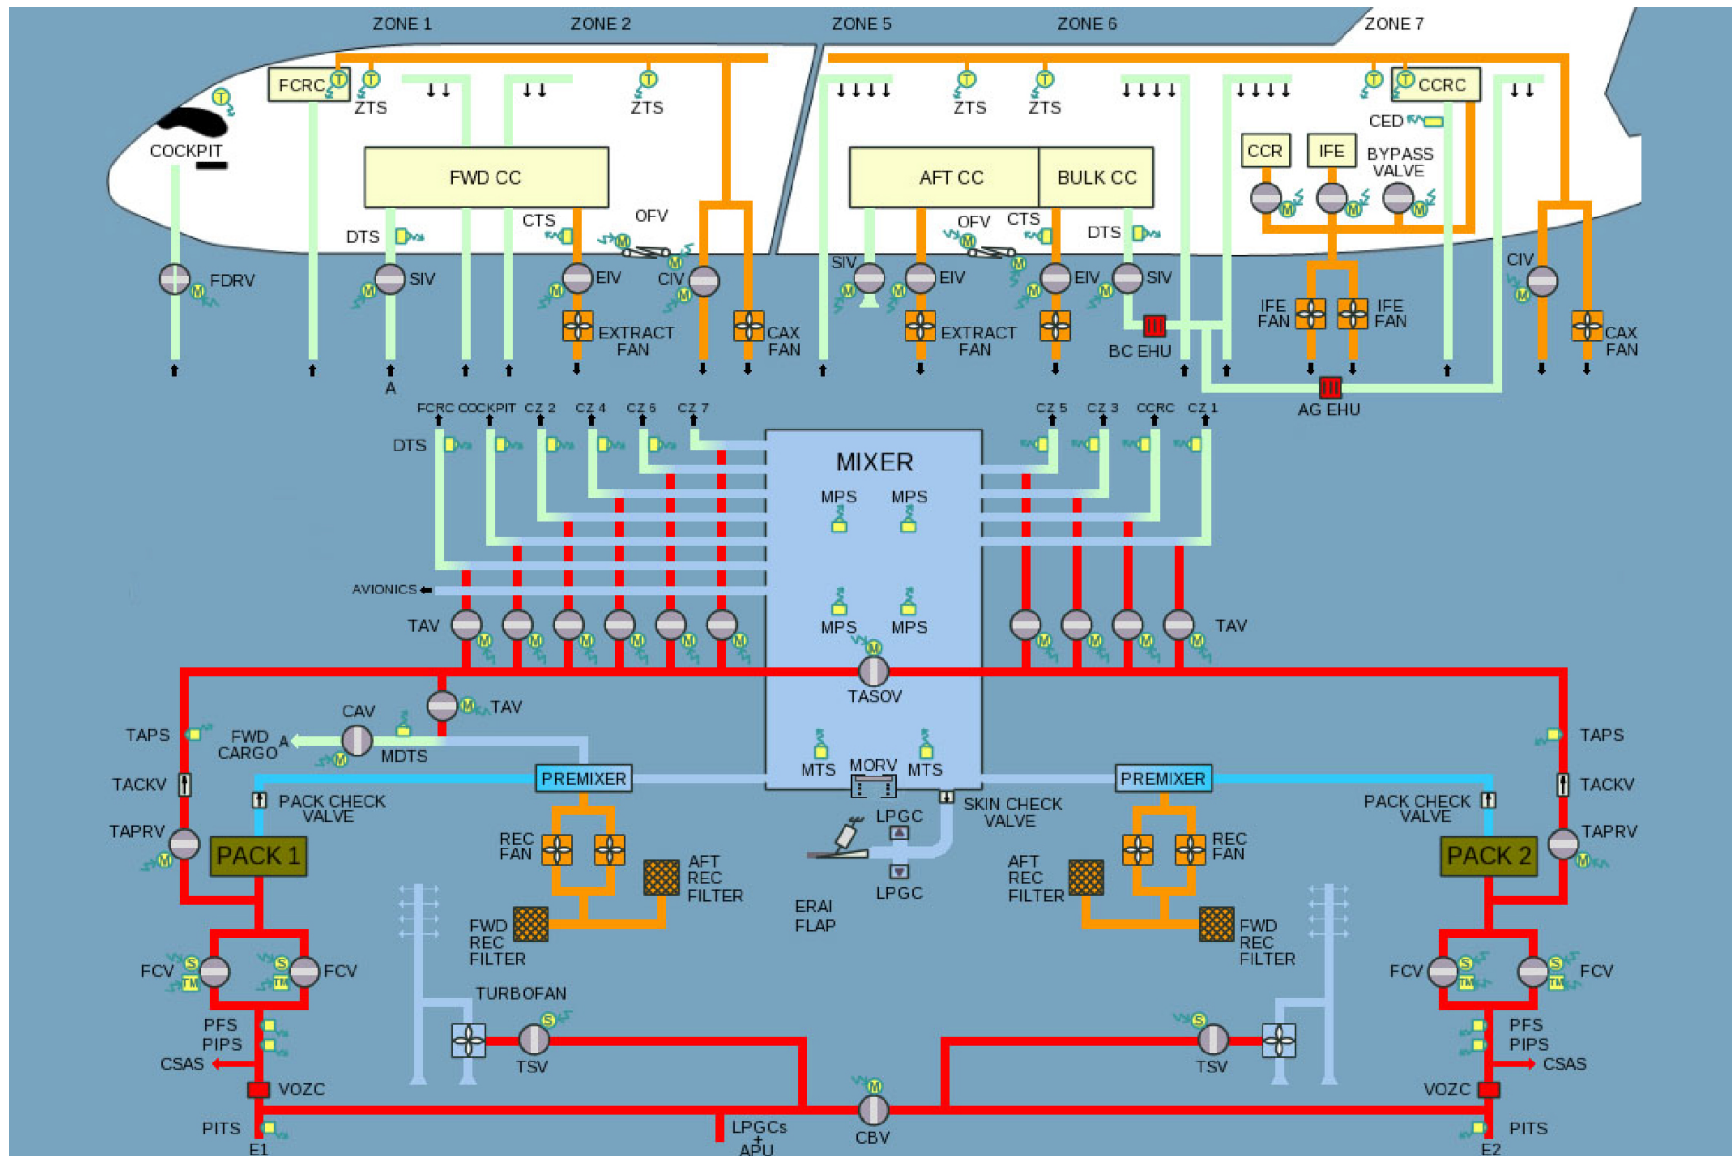 ZONE 1
ZONE 2
ZONE 5
ZONE 6
ZONE 7
FCRC
T
T
ZTS
T
ZTS
T
ZTS
T
ZTS
T
T
CCRC
T
COCKPIT
CED
CCR
IFE
BYPASS
VALVE
FWD CC
AFT CC
BULK CC
M
M
M
DTS
CTS
OFV
M
OFV
M
CTS
DTS
FDRV
M
SIV
M
EIV
M
CIV
M
SIV
M
EIV
M
EIV
M
SIV
M
CIV
M
EXTRACT
FAN
CAX
FAN
EXTRACT
FAN
BC EHU
IFE
FAN
IFE
FAN
CAX
FAN
A
AG EHU
FCRC
COCKPIT
CZ 2
CZ 4
CZ 6
CZ 7
CZ 5
CZ 3
CCRC
CZ 1
DTS
MIXER
MPS
MPS
AVIONICS
MPS
MPS
TAV
M
M
M
M
M
M
M
M
M
M
M
TAV
TASOV
CAV
TAV
M
TAPS
FWD
CARGO
A
M
MDTS
TAPS
MTS
MORV
MTS
TACKV
PACK CHECK
VALVE
PREMIXER
PREMIXER
SKIN CHECK
VALVE
PACK CHECK
VALVE
TACKV
TAPRV
M
PACK 1
REC
FAN
AFT
REC
FILTER
LPGC
LPGC
AFT
REC
FILTER
REC
FAN
PACK 2
TAPRV
M
ERAI
FLAP
FWD
REC
FILTER
FWD
REC
FILTER
FCV
S
TM
S
TM
FCV
FCV
S
TM
S
TM
FCV
TURBOFAN
PFS
PIPS
CSAS
S
TSV
S
TSV
PFS
PIPS
CSAS
VOZC
M
VOZC
PITS
E1
LPGCs
+
APU
CBV
PITS
E2